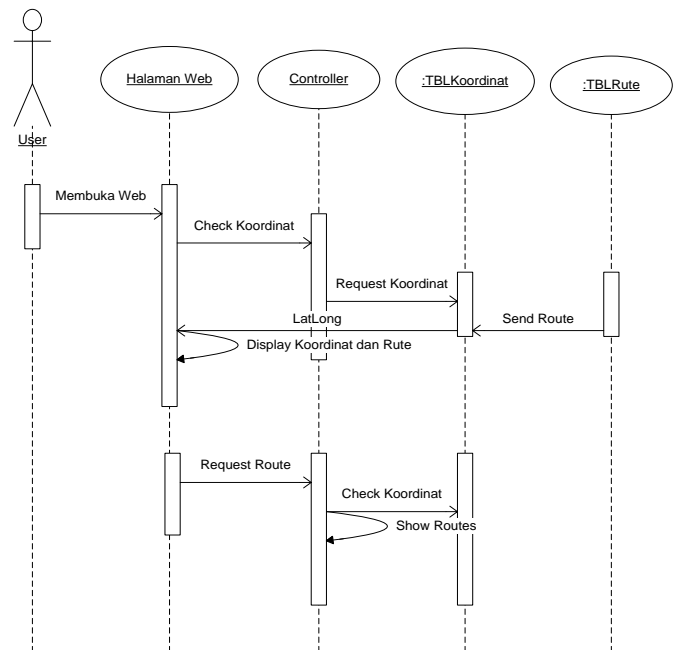 Halaman Web
Controller
:TBLKoordinat
:TBLRute
User
Membuka Web
Check Koordinat
Request Koordinat
LatLong
Send Route
Display Koordinat dan Rute
Request Route
Check Koordinat
Show Routes